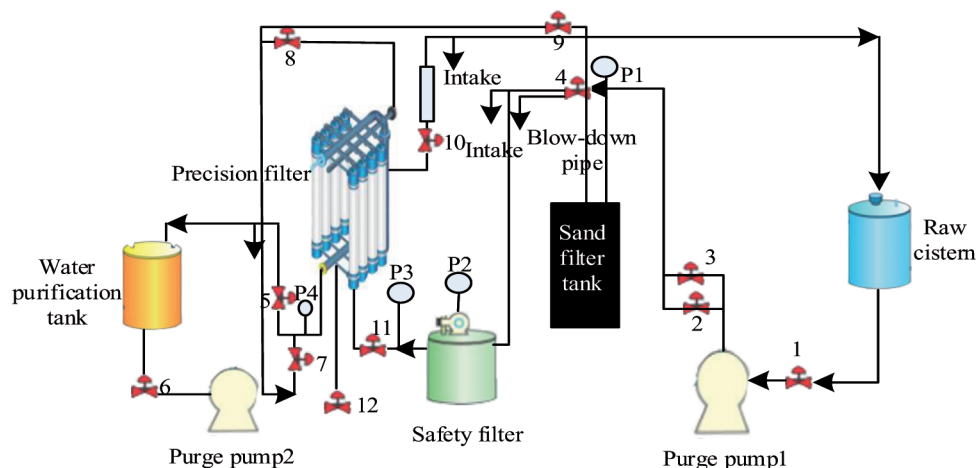 8
9
Intake
4
P1
Intake
Blow-down
pipe
10
Precision filter
Sand
filter
tank
Raw
cistern
Water
purification
tank
P2
P3
P4
5
3
2
11
7
1
6
12
Safety filter
Purge pump2
Purge pump1